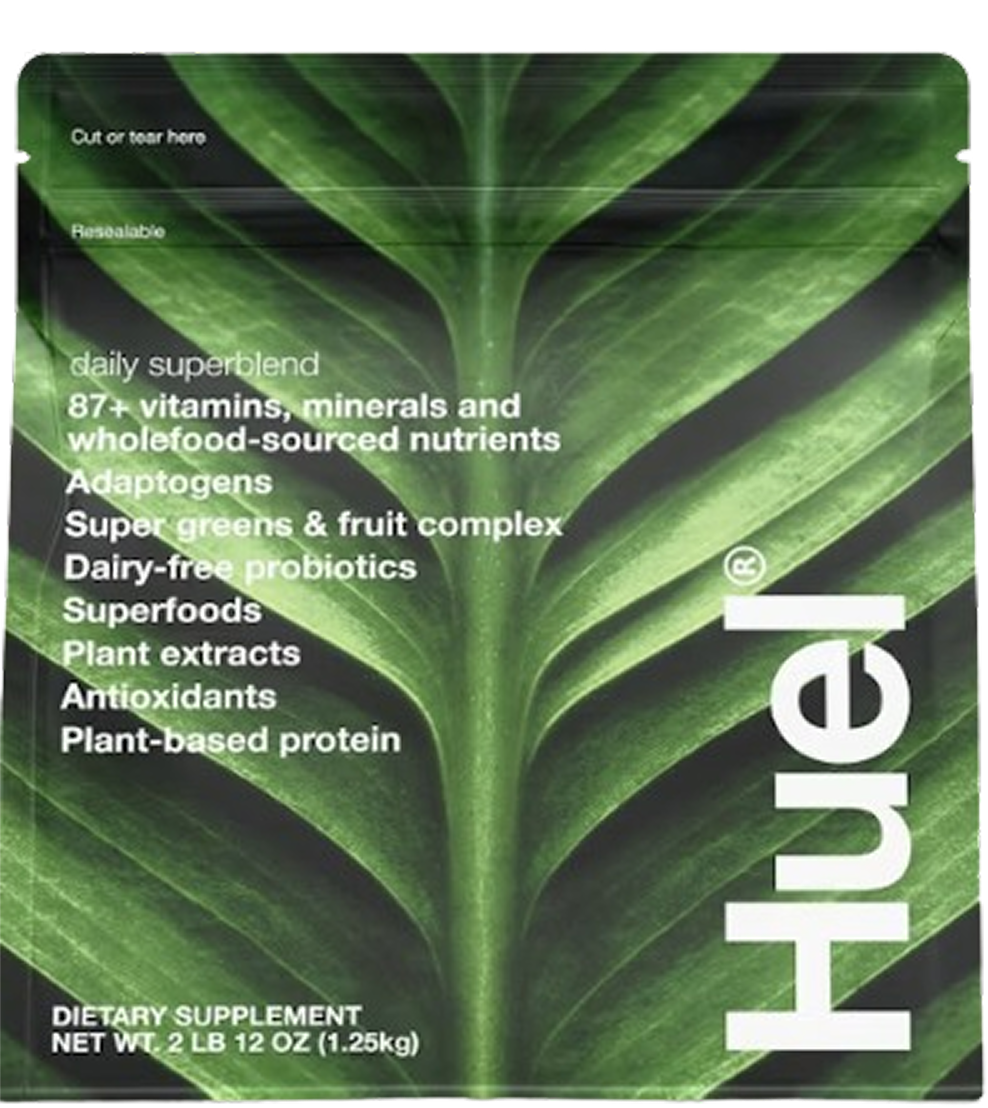 Cut or tear here
Resealable
daily superblend
87+ vitamins, minerals and
wholefood-sourced nutrients
Adaptogens
Super greens & fruit complex
Dairy-free probiotics
Superfoods
Plant extracts
Antioxidants
Plant-based protein
Huel®
DIETARY SUPPLEMENT
NET WT. 2 LB 12 OZ (1.25kg)